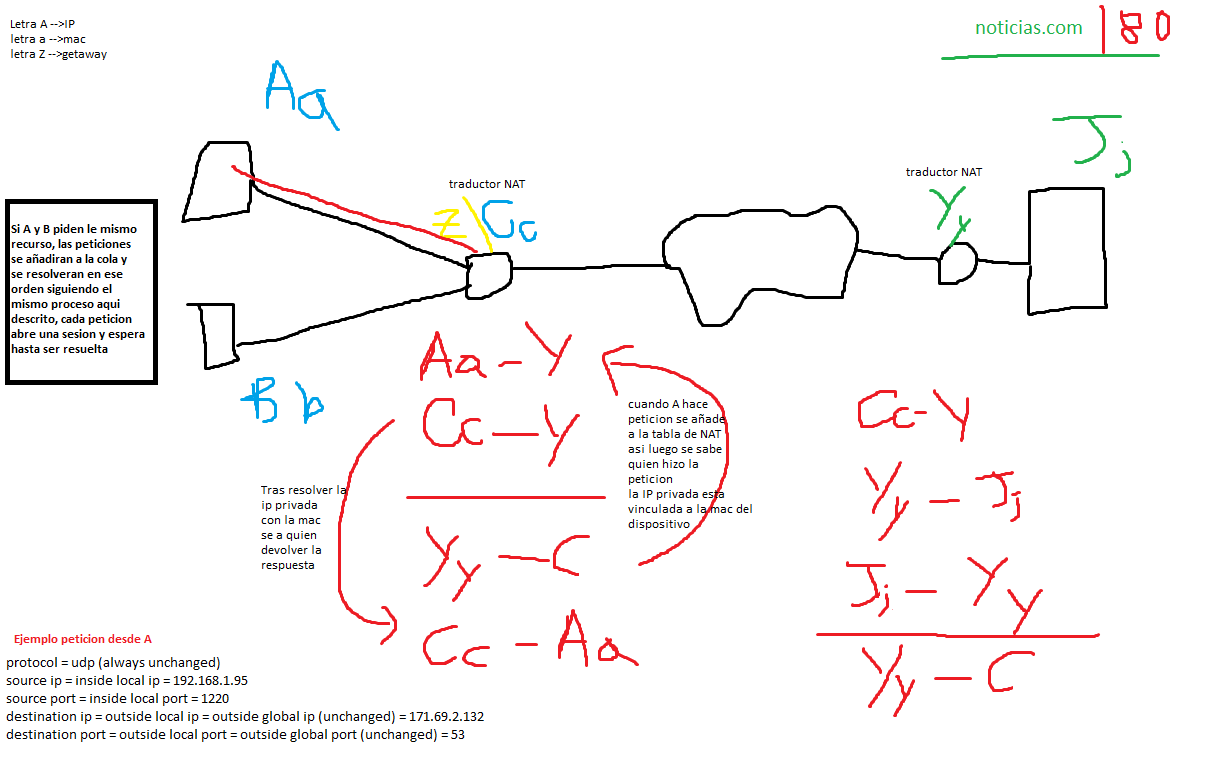 Letra A -->IP
letra a -->mac
letra Z -->getaway
noticias.com
180
Aa
Jj
traductor NAT
Z
Cc
traductor NAT
Yy
Si A y B piden le mismo
recurso, las peticiones
se añadiran a la cola y
se resolveran en ese
orden siguiendo el
mismo proceso aqui
descrito, cada peticion
abre una sesion y espera
hasta ser resuelta
Bb
Aa - Y
Cc - Y
Yy - C
Cc - Aa
cuando A hace
peticion se añade
a la tabla de NAT
asi luego se sabe
quien hizo la
peticion
la IP privada esta
vinculada a la mac del
dispositivo
Tras resolver la
ip privada
con la mac
se a quien
devolver la
respuesta
Cc - Y
Yy - Jj
Jj - Yy
Yy - C
Ejemplo peticion desde A
protocol = udp (always unchanged)
source ip = inside local ip = 192.168.1.95
source port = inside local port = 1220
destination ip = outside local ip = outside global ip (unchanged) = 171.69.2.132
destination port = outside local port = outside global port (unchanged) = 53